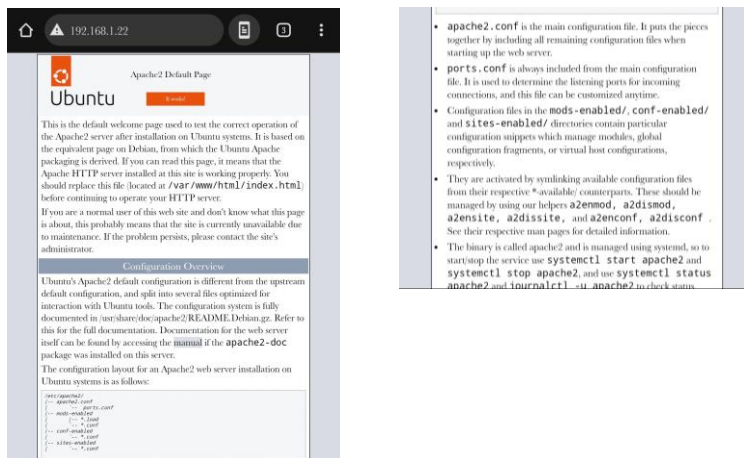 192.168.1.22
3
Apache2 Default Page
Ubuntu
It works!
This is the default welcome page used to test the correct operation of
the Apache2 server after installation on Ubuntu systems. It is based on
the equivalent page on Debian, from which the Ubuntu Apache
packaging is derived. If you can read this page, it means that the
Apache HTTP server installed at this site is working properly. You
should replace this file (located at /var/www/html/index.html)
before continuing to operate your HTTP server.
If you are a normal user of this web site and don't know what this page
is about, this probably means that the site is currently unavailable due
to maintenance. If the problem persists, please contact the site's
administrator.
Configuration Overview
Ubuntu's Apache2 default configuration is different from the upstream
default configuration, and split into several files optimized for
interaction with Ubuntu tools. The configuration system is fully
documented in /usr/share/doc/apache2/README.Debian.gz. Refer to
this for the full documentation. Documentation for the web server
itself can be found by accessing the manual if the apache2-doc
package was installed on this server.
The configuration layout for an Apache2 web server installation on
Ubuntu systems is as follows:
/etc/apache2/
|-- apache2.conf
|       `-- ports.conf
|-- mods-enabled
|       |-- *.load
|       `-- *.conf
|-- conf-enabled
|       `-- *.conf
|-- sites-enabled
|       `-- *.conf
• apache2.conf is the main configuration file. It puts the pieces
together by including all remaining configuration files when
starting up the web server.
• ports.conf is always included from the main configuration
file. It is used to determine the listening ports for incoming
connections, and this file can be customized anytime.
• Configuration files in the mods-enabled/, conf-enabled/
and sites-enabled/ directories contain particular
configuration snippets which manage modules, global
configuration fragments, or virtual host configurations,
respectively.
• They are activated by symlinking available configuration files
from their respective *-available/ counterparts. These should be
managed by using our helpers a2enmod, a2dismod,
a2ensite, a2dissite, and a2enconf, a2disconf .
See their respective man pages for detailed information.
• The binary is called apache2 and is managed using systemd, so to
start/stop the service use systemctl start apache2 and
systemctl stop apache2, and use systemctl status
apache2 and journalctl -u apache2 to check status